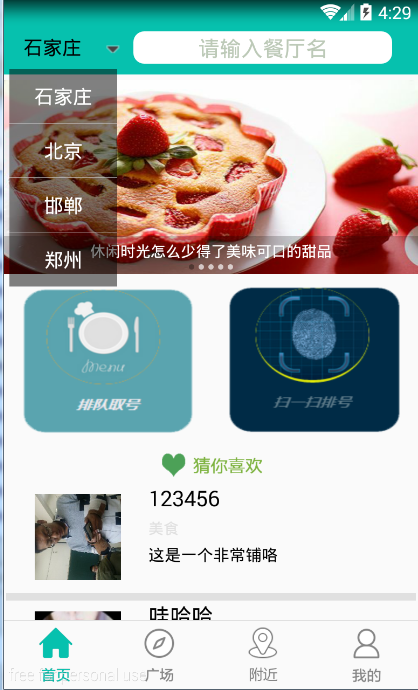 4:29
石家庄
请输入餐厅名
石家庄
北京
邯郸
郑州
休闲时光怎么少得了美味可口的甜品
Menu
排队取号
扫一扫排号
猜你喜欢
123456
美食
这是一个非常铺咯
哇哈哈
首页
广场
附近
我的
free for personal use